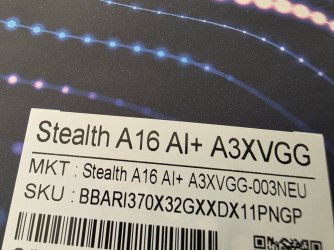 Stealth A16 AI+ A3XVGG
MKT : Stealth A16 AI+ A3XVGG-003NEU
SKU : BBARI370X32GXXDX11PNGP